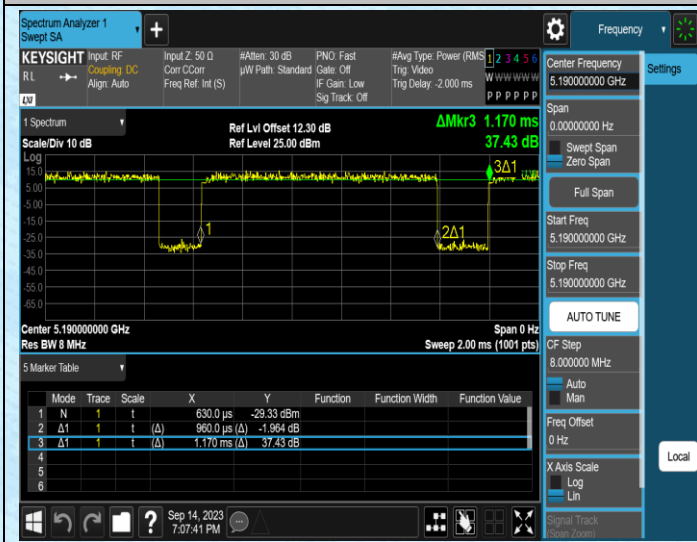 Spectrum Analyzer 1
Swept SA
+
Frequency
KEYSIGHT Input: RF Input Z: 50 Ω #Atten: 30 dB PNO: Fast #Avg Type: Power (RMS 1 2 3 4 5 6
RL Coupling: DC Corr CCorr µW Path: Standard Gate: Off Trig: Video W W W W W W
Align: Auto Freq Ref: Int (S) IF Gain: Low Trig Delay: -2.000 ms
Sig Track: Off P P P P P P
LXI
1 Spectrum
Ref Lvl Offset 12.30 dB
ΔMkr3 1.170 ms
Scale/Div 10 dB Ref Level 25.00 dBm 37.43 dB
Log
15.0
5.00
-5.00
-15.0
-25.0
-35.0
-45.0
-55.0
-65.0
3Δ1
1
2Δ1
Center 5.190000000 GHz Span 0 Hz
Res BW 8 MHz Sweep 2.00 ms (1001 pts)
5 Marker Table
Mode Trace Scale X Y Function Function Width Function Value
1 N 1 t 630.0 µs -29.33 dBm
2 Δ1 1 t (Δ) 960.0 µs (Δ) -1.964 dB
3 Δ1 1 t (Δ) 1.170 ms (Δ) 37.43 dB
4
5
6
Sep 14, 2023
7:07:41 PM
?
Center Frequency
5.190000000 GHz
Settings
Span
0.00000000 Hz
Swept Span
Zero Span
Full Span
Start Freq
5.190000000 GHz
Stop Freq
5.190000000 GHz
AUTO TUNE
CF Step
8.000000 MHz
Auto
Man
Freq Offset
0 Hz
X Axis Scale
Log
Lin
Signal Track
(Span Zoom)
Local